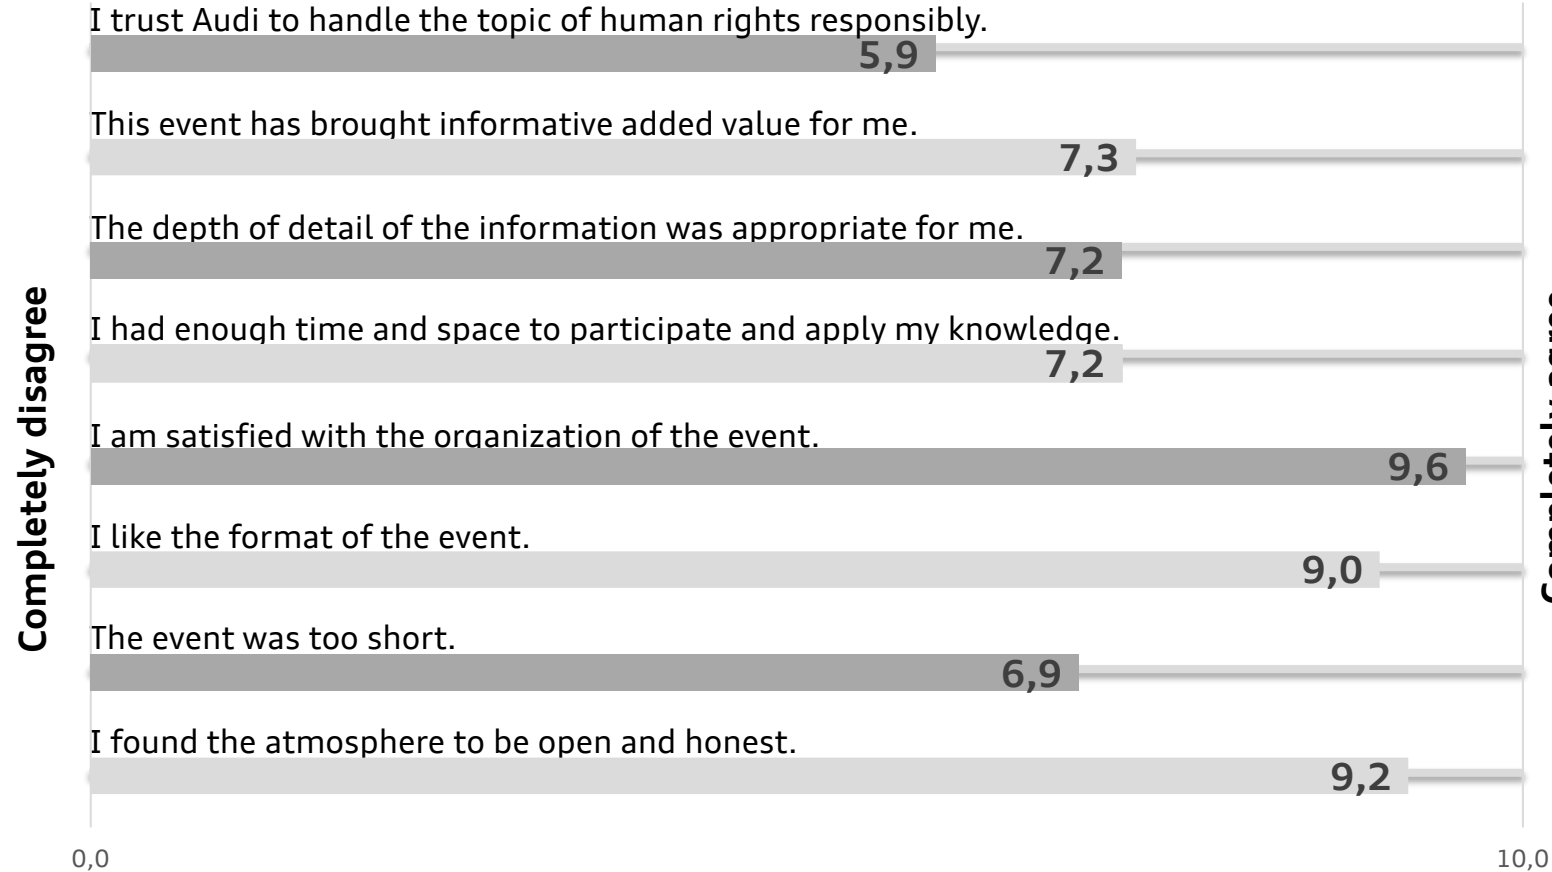 I trust Audi to handle the topic of human rights responsibly.
5,9
This event has brought informative added value for me.
7,3
The depth of detail of the information was appropriate for me.
7,2
I had enough time and space to participate and apply my knowledge.
7,2
I am satisfied with the organization of the event.
9,6
I like the format of the event.
9,0
The event was too short.
6,9
I found the atmosphere to be open and honest.
9,2
Completely disagree
0,0
10,0